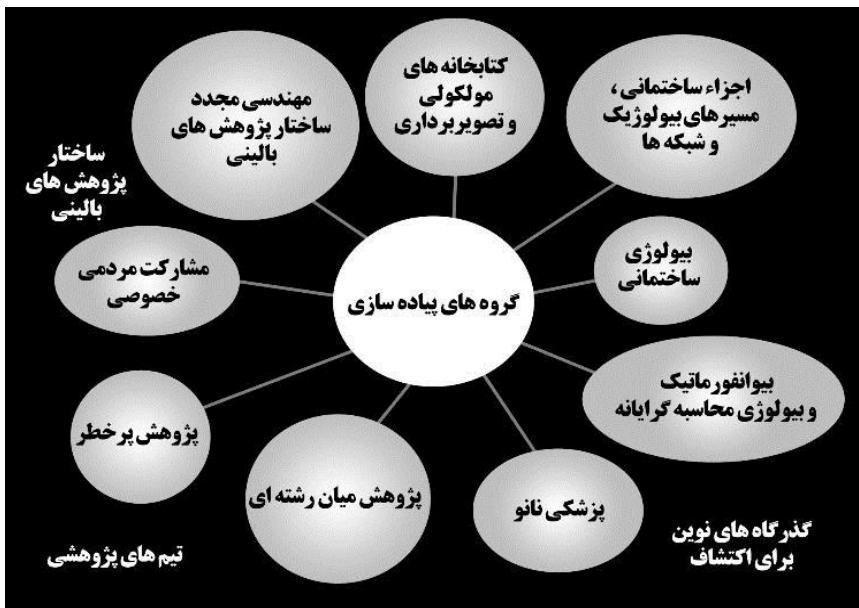 اجزاء ساختمانی ،
مسیرهای بیولوژیک
و شبکه ها
کتابخانه های
مولکولی
و تصویربرداری
مهندسی مجدد
ساختار پژوهش های
بالینی
ساختار
پژوهش های
بالینی
بیولوژی
ساختمانی
گروه های پیاده سازی
مشارکت مردمی
خصوصی
بیوانفورماتیک
و بیولوژی محاسبه گرایانه
پژوهش پرخطر
پزشکی نانو
پژوهش میان رشته ای
گذرگاه های نوین
برای اکتشاف
تیم های پژوهشی